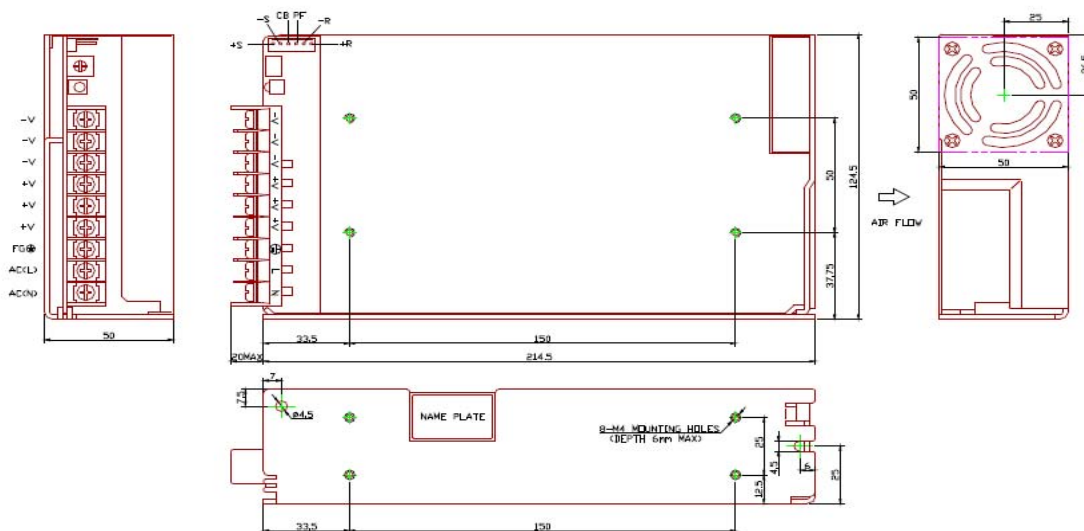 -S CB PF -R
+S +R
-V
-V
-V
+V
+V
+V
FG
AC(L)
AC(N)
50
-V
-V
-V
+V
+V
+V
L
N
50
37.75
124.5
33.5
150
20MAX
214.5
AIR FLOW
25
50
50
7
7.5
ø4.5
NAME PLATE
8-M4 MOUNTING HOLES
(DEPTH 6mm MAX)
25
12.5
4.5
6
25
33.5
150